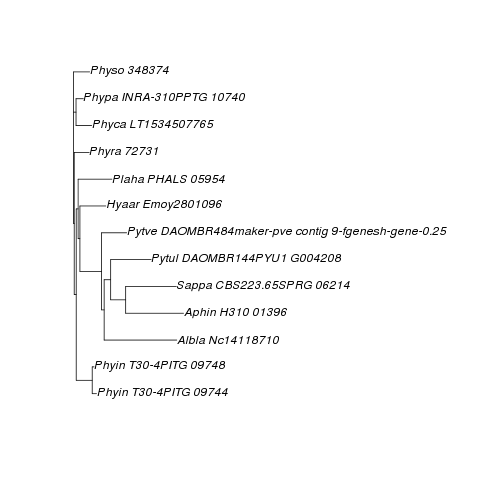 Physo 348374
Phypa INRA-310PPTG 10740
Phyca LT1534507765
Phyra 72731
Plaha PHALS 05954
Hyaar Emoy2801096
Pytve DAOMBR484maker-pve contig 9-fgenesh-gene-0.25
Pytul DAOMBR144PYU1 G004208
Sappa CBS223.65SPRG 06214
Aphin H310 01396
Albla Nc14118710
Phyin T30-4PITG 09748
Phyin T30-4PITG 09744